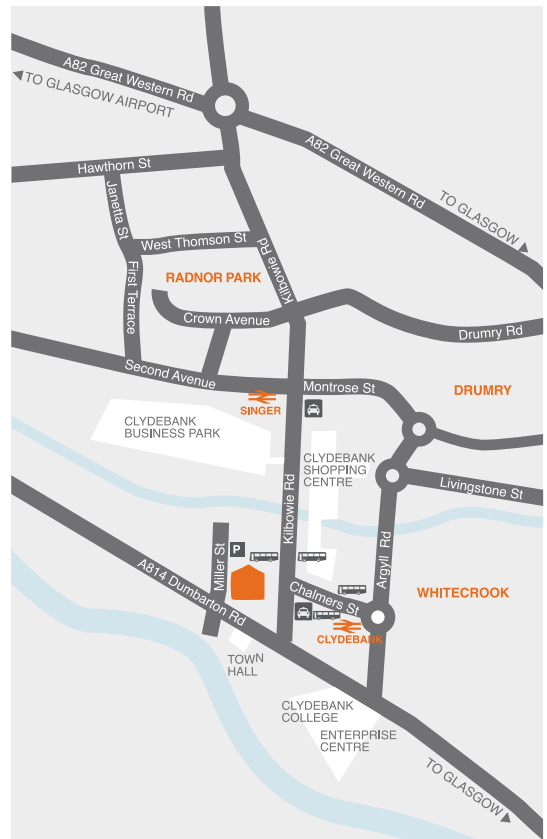 A82 Great Western Rd
TO GLASGOW AIRPORT
A82 Great Western Rd
TO GLASGOW
Hawthorn St
Janetta St
West Thomson St
Kilbowie Rd
First Terrace
RADNOR PARK
Crown Avenue
Drumry Rd
Second Avenue
Montrose St
DRUMRY
SINGER
CLYDEBANK
BUSINESS PARK
CLYDEBANK
SHOPPING
CENTRE
Livingstone St
Kilbowie Rd
Argyll Rd
P
Miller St
A814 Dumbarton Rd
Chalmers St
WHITECROOK
CLYDEBANK
TOWN
HALL
CLYDEBANK
COLLEGE
ENTERPRISE
CENTRE
TO GLASGOW